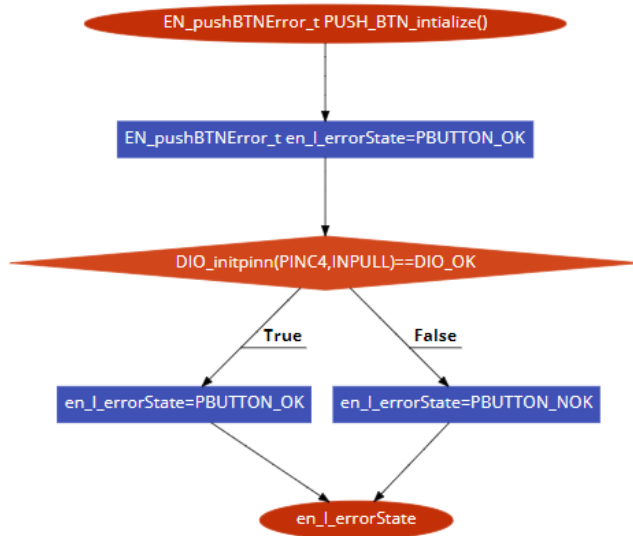 EN_pushBTNError_t PUSH_BTN_intialize()
EN_pushBTNError_t en_l_errorState=PBUTTON_OK
DIO_initpinn(PINC4,INPULL)==DIO_OK
True
False
en_l_errorState=PBUTTON_OK
en_l_errorState=PBUTTON_NOK
en_l_errorState